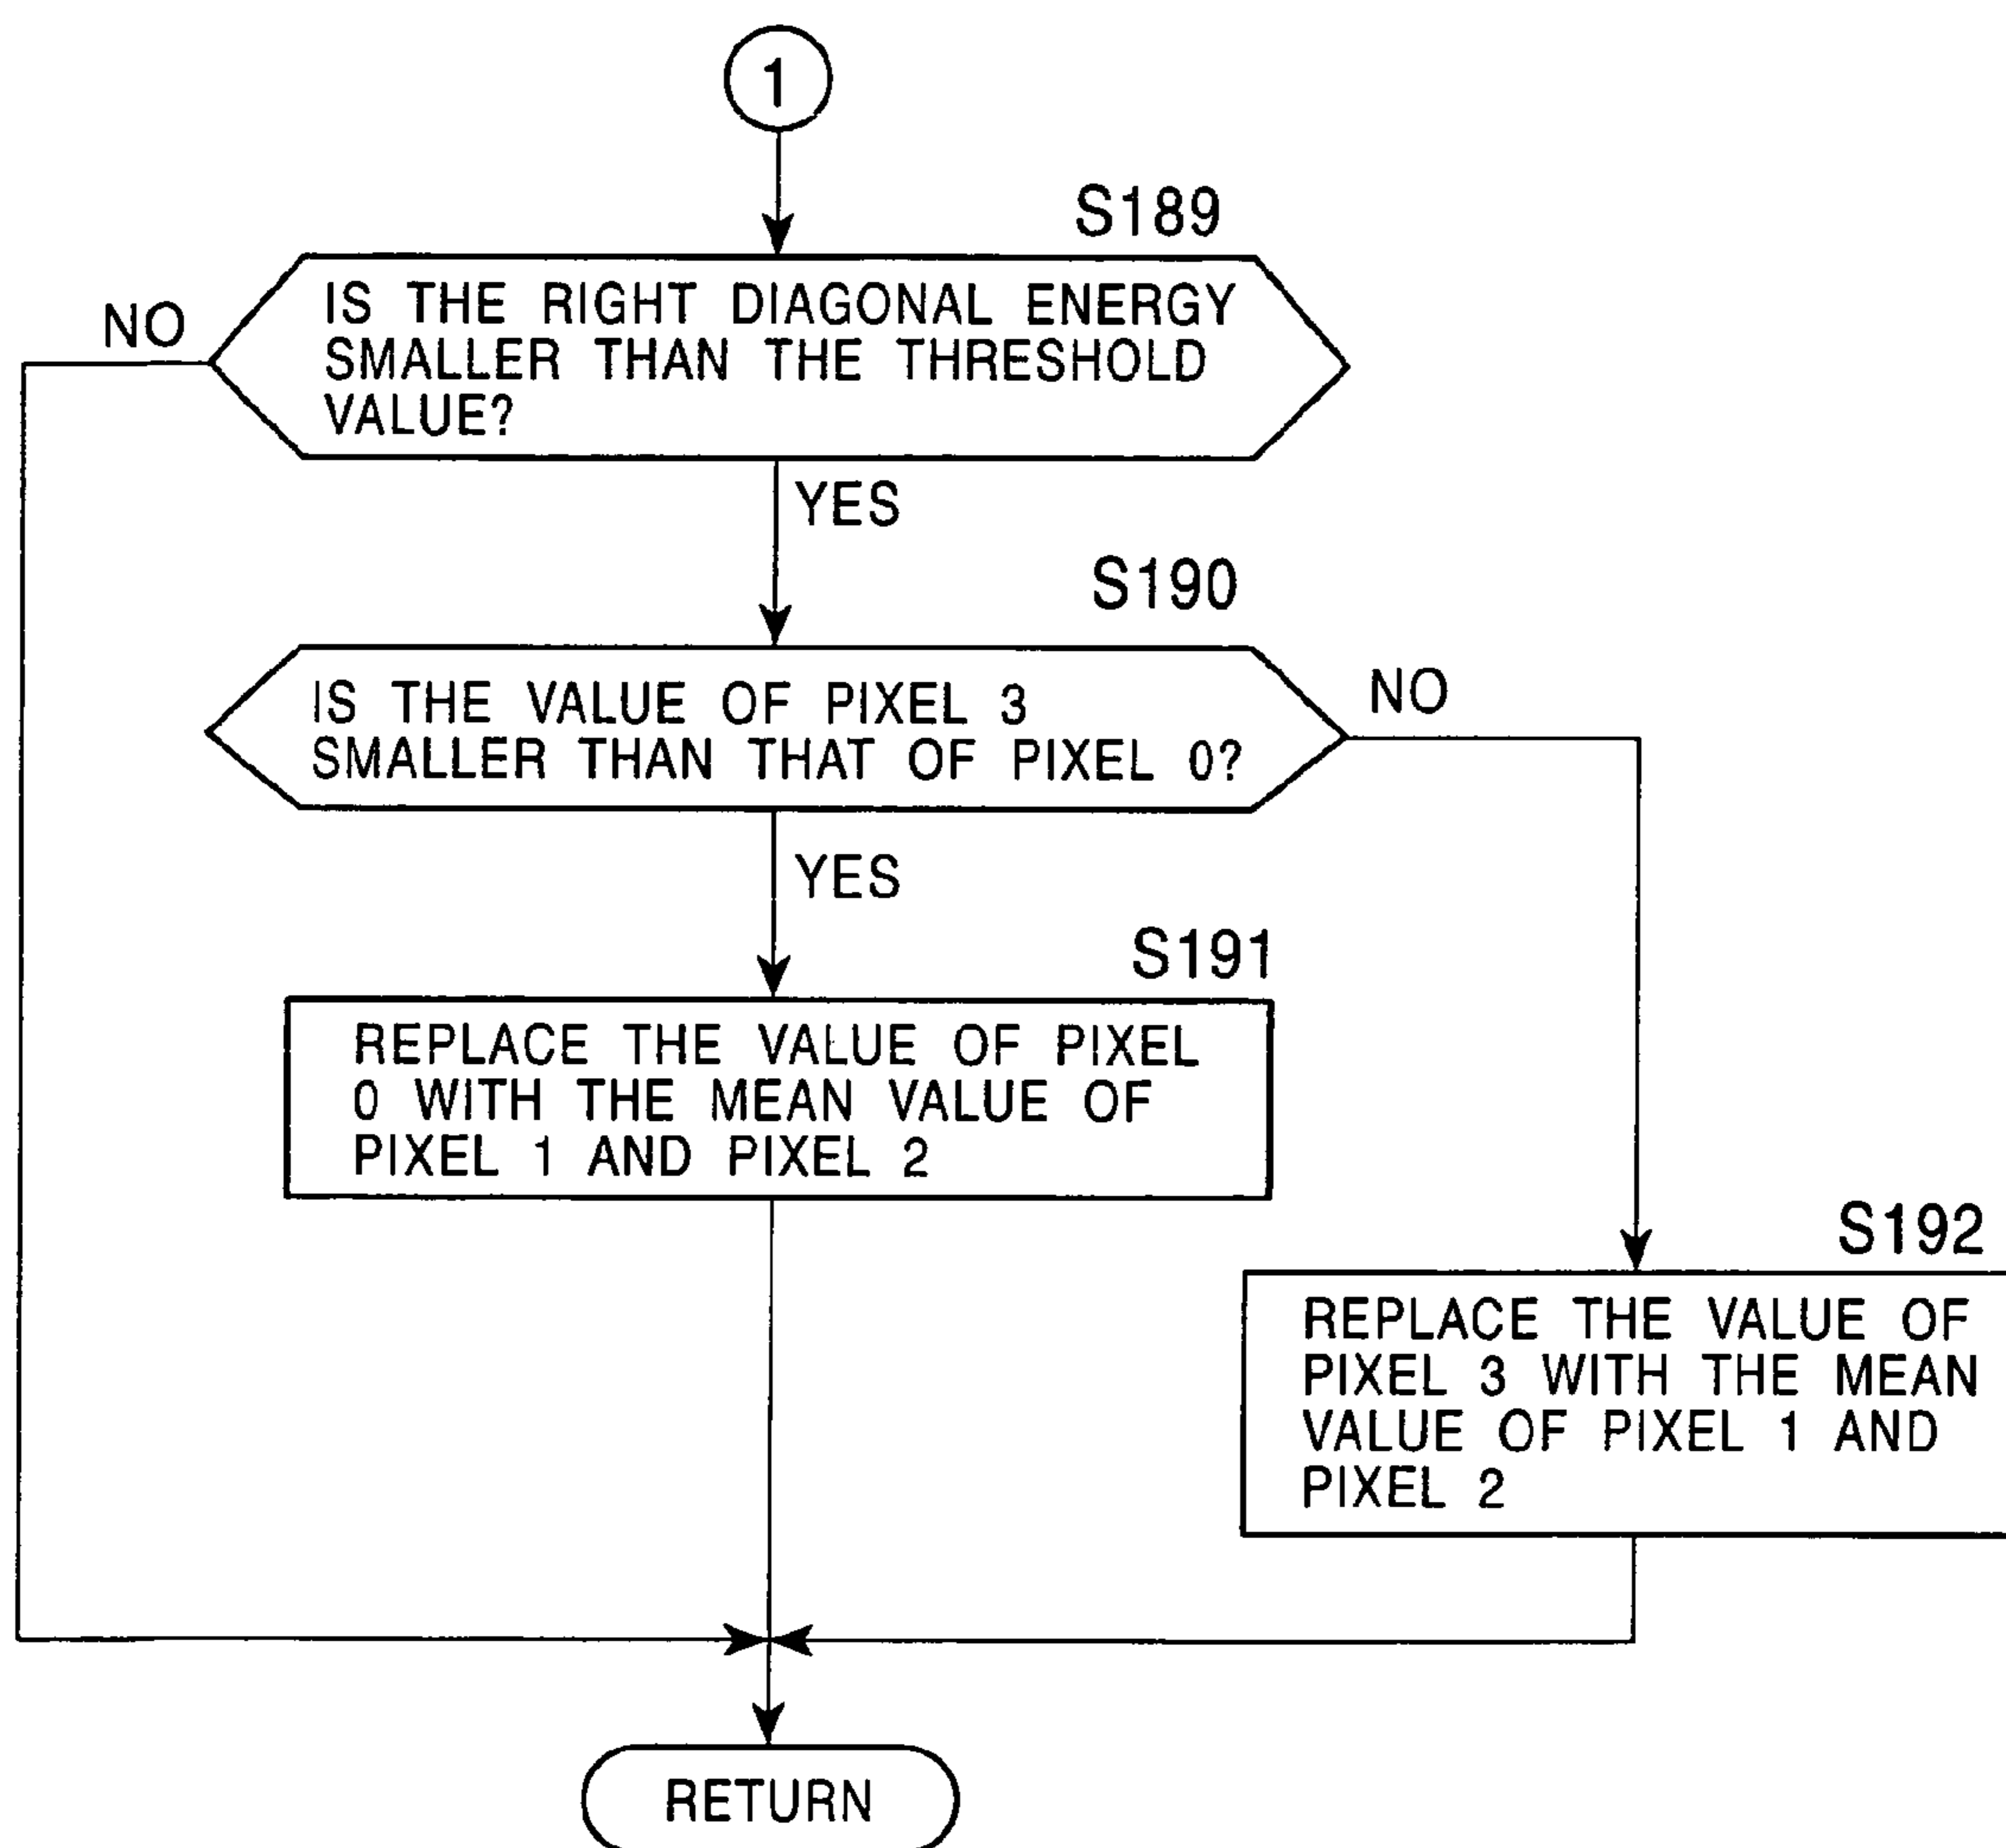 1
S189
NO
IS THE RIGHT DIAGONAL ENERGY
SMALLER THAN THE THRESHOLD
VALUE?
YES
S190
IS THE VALUE OF PIXEL 3
SMALLER THAN THAT OF PIXEL 0?
NO
YES
S191
REPLACE THE VALUE OF PIXEL
0 WITH THE MEAN VALUE OF
PIXEL 1 AND PIXEL 2
S192
REPLACE THE VALUE OF
PIXEL 3 WITH THE MEAN
VALUE OF PIXEL 1 AND
PIXEL 2
RETURN